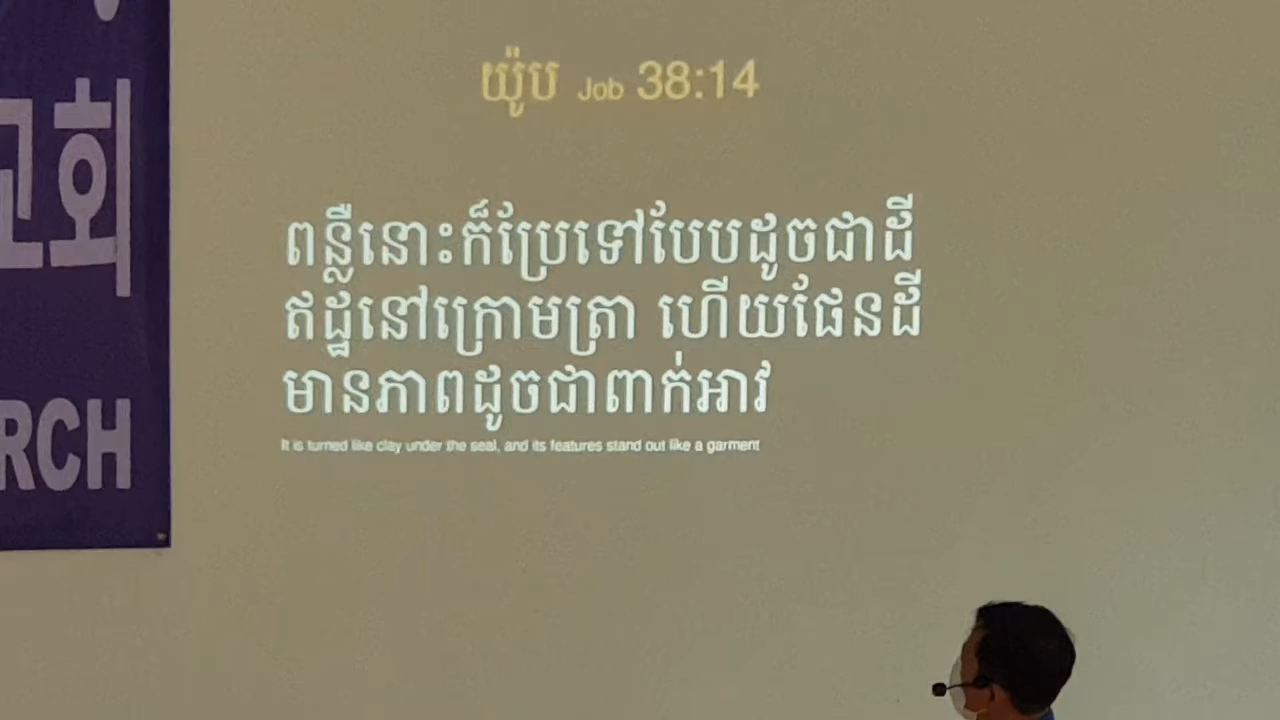 យ៉ូប Job 38:14
ពន្លឺនោះក៏ប្រែទៅបែបដូចជាដី
ឥដ្ឋនៅក្រោមត្រា ហើយផែនដី
មានភាពដូចជាពាក់អាវ
It is turned like clay under the seal, and its features stand out like a garment
교회
RCH